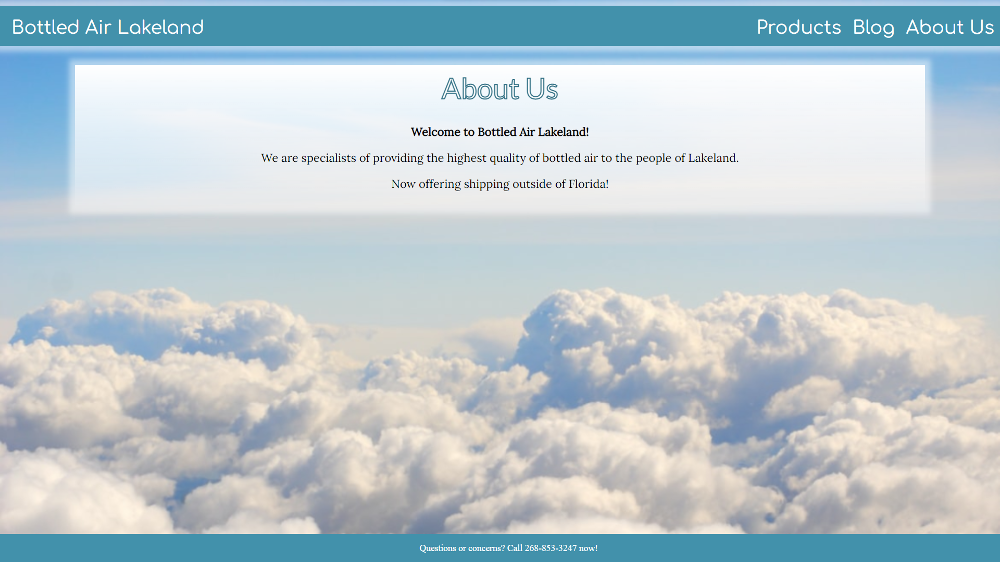 Bottled Air Lakeland
Products Blog About Us
About Us
Welcome to Bottled Air Lakeland!
We are specialists of providing the highest quality of bottled air to the people of Lakeland.
Now offering shipping outside of Florida!
Questions or concerns? Call 268-853-3247 now!